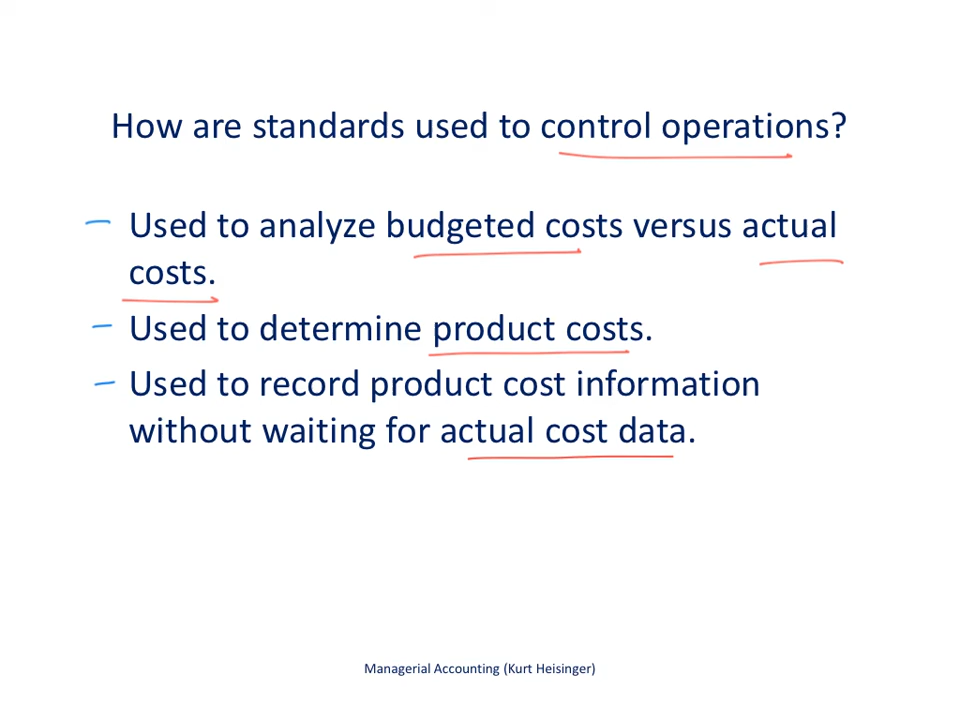 How are standards used to control operations?
– Used to analyze budgeted costs versus actual
costs.
– Used to determine product costs.
– Used to record product cost information
without waiting for actual cost data.
Managerial Accounting (Kurt Heisinger)